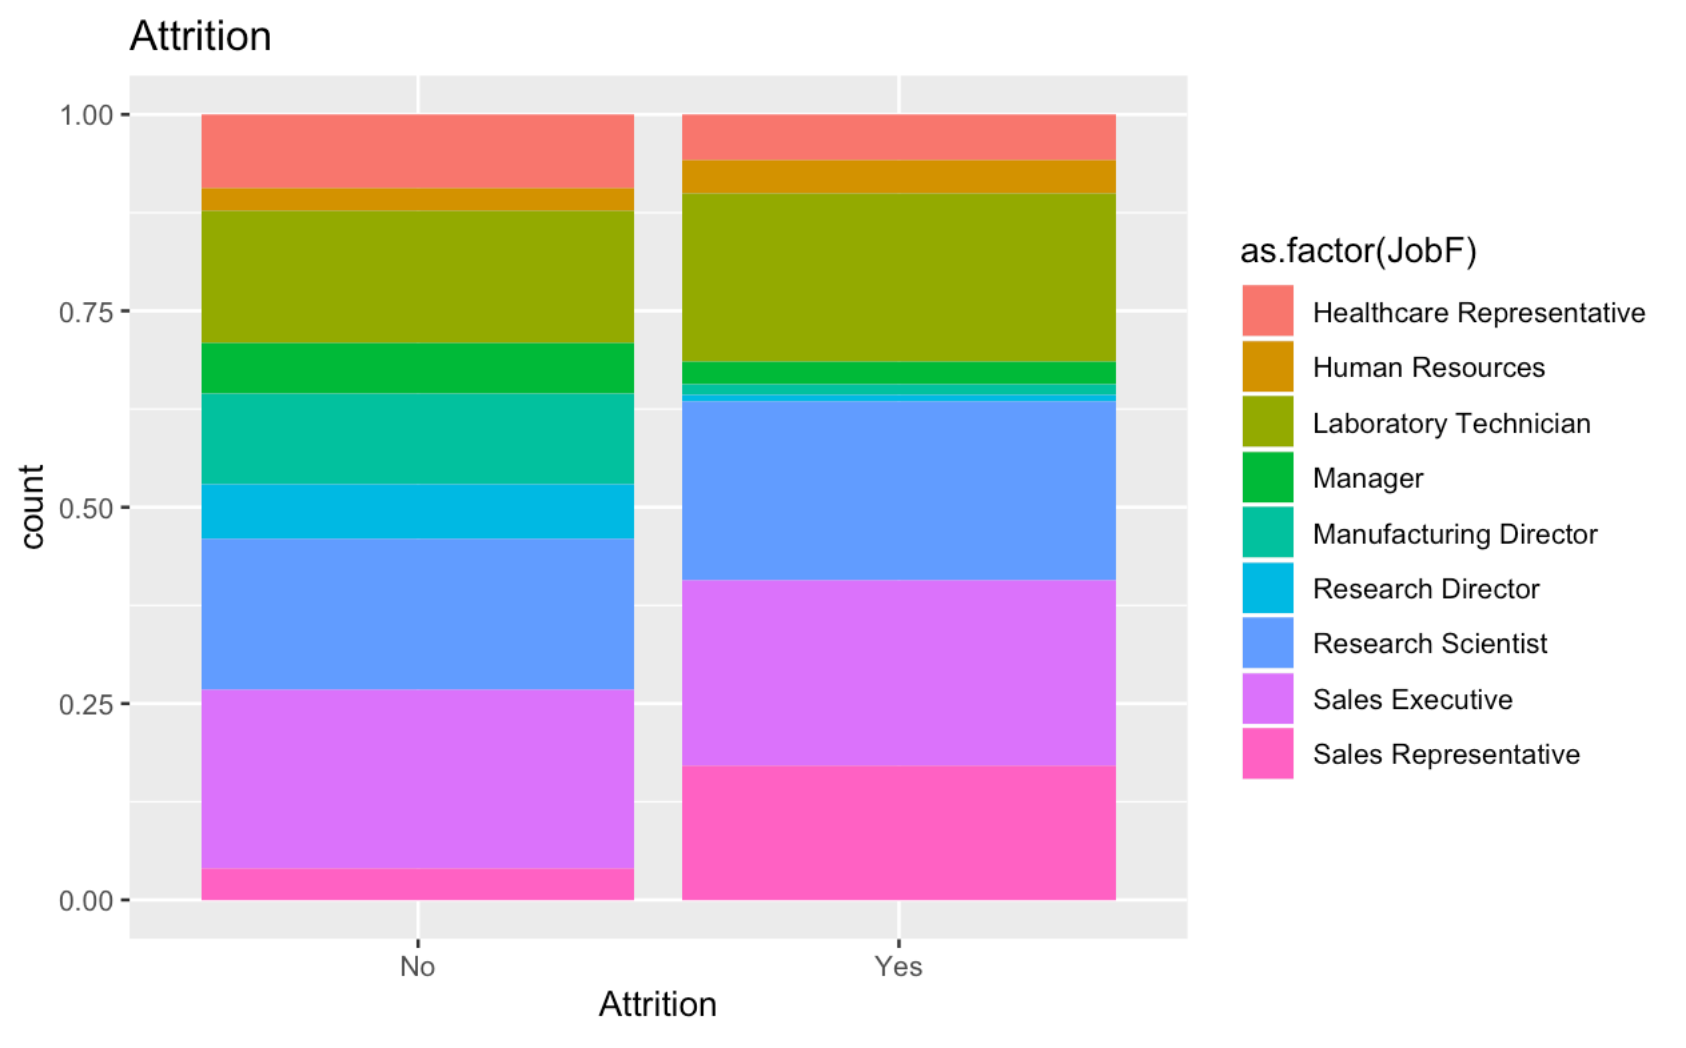 Attrition
1.00
0.75
0.50
0.25
0.00
count
No
Yes
Attrition
as.factor(JobF)
Healthcare Representative
Human Resources
Laboratory Technician
Manager
Manufacturing Director
Research Director
Research Scientist
Sales Executive
Sales Representative